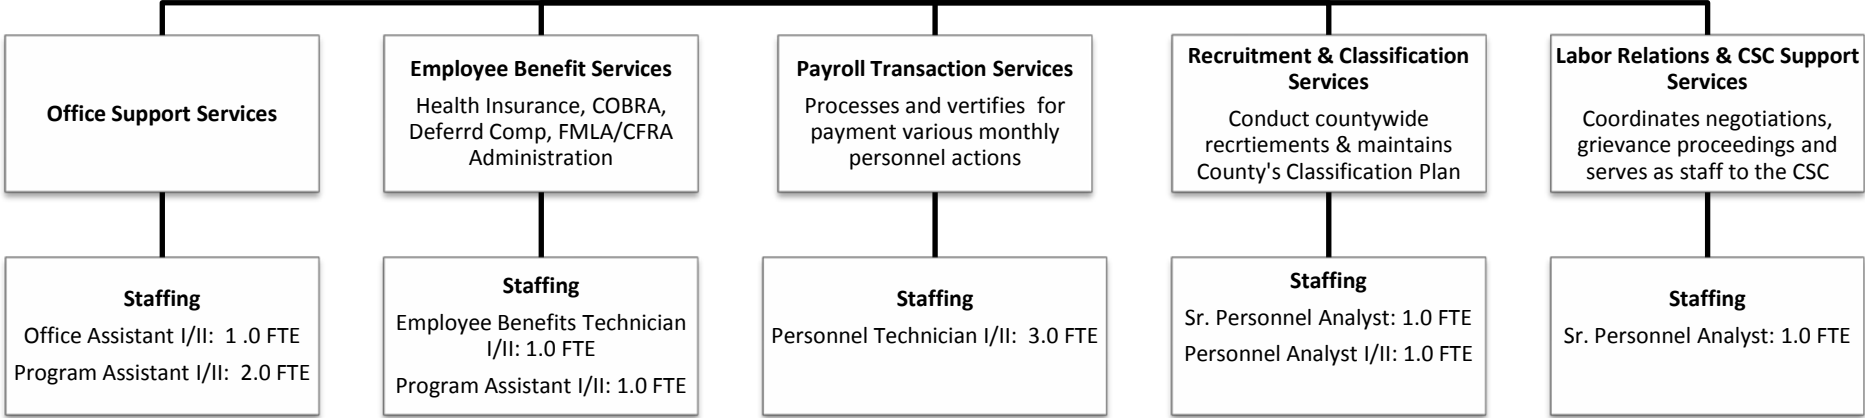 Office Support Services
Employee Benefit Services
Health Insurance, COBRA,
Deferrd Comp, FMLA/CFRA
Administration
Payroll Transaction Services
Processes and vertifies  for
payment various monthly
personnel actions
Recruitment & Classification
Services
Conduct countywide
recrtiements & maintains
County's Classification Plan
Labor Relations & CSC Support
Services
Coordinates negotiations,
grievance proceedings and
serves as staff to the CSC
Staffing
Office Assistant I/II:  1 .0 FTE
Program Assistant I/II:  2.0 FTE
Staffing
Employee Benefits Technician
I/II: 1.0 FTE
Program Assistant I/II: 1.0 FTE
Staffing
Personnel Technician I/II:  3.0 FTE
Staffing
Sr. Personnel Analyst: 1.0 FTE
Personnel Analyst I/II: 1.0 FTE
Staffing
Sr. Personnel Analyst: 1.0 FTE